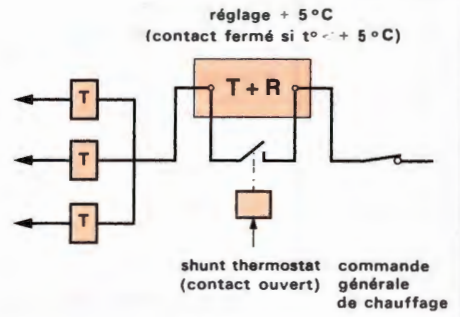 réglage + 5 °C
(contact fermé si t° < + 5 °C)
T + R
T
T
T
shunt thermostat
(contact ouvert)
commande
générale
de chauffage